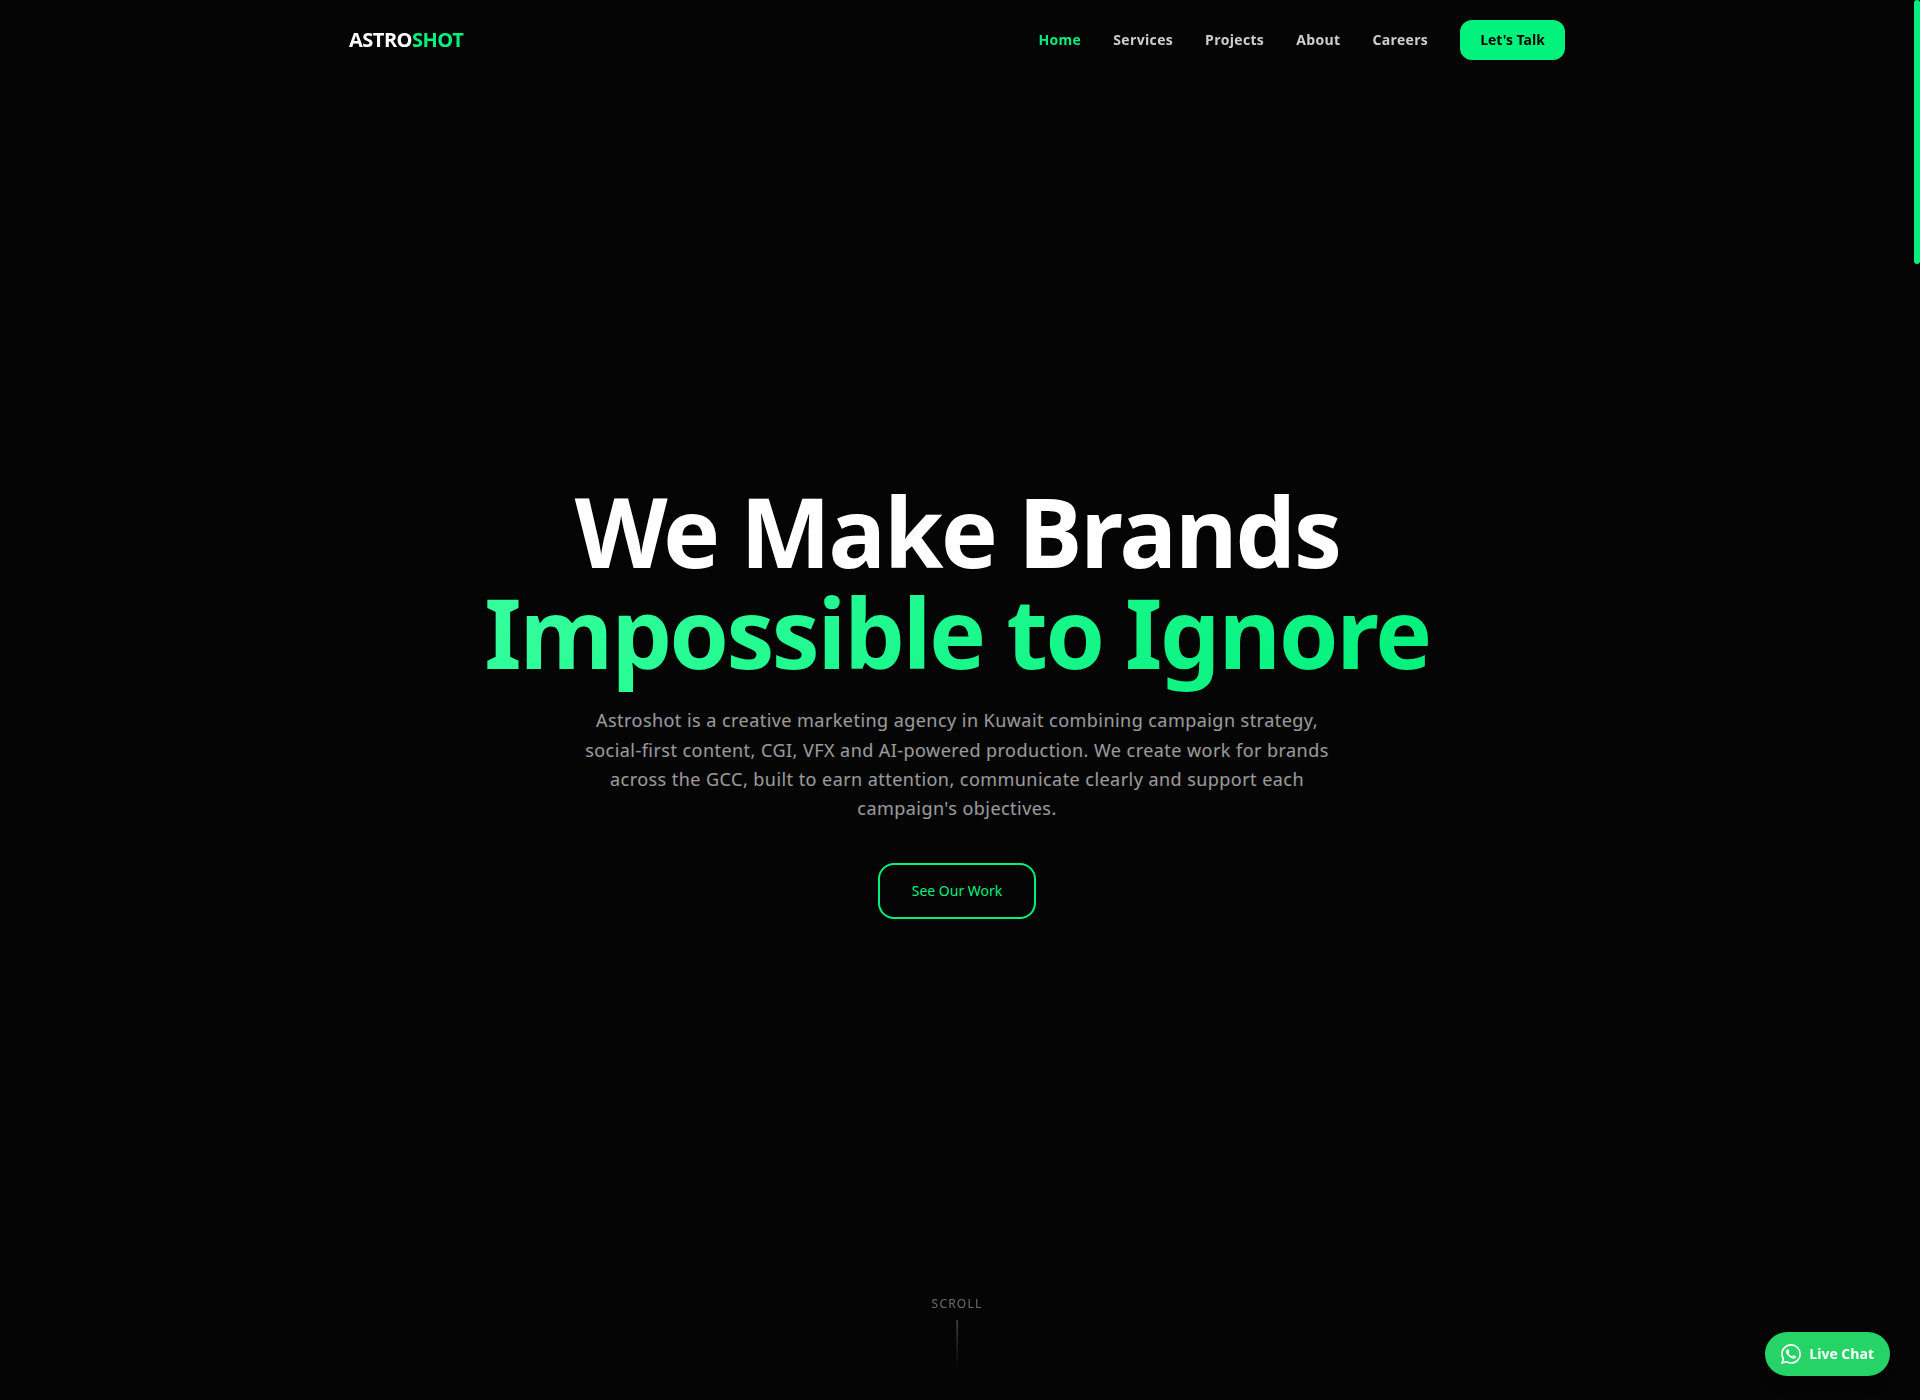 ASTROSHOT
Home
Services
Projects
About
Careers
Let's Talk
We Make Brands
Impossible to Ignore
Astroshot is a creative marketing agency in Kuwait combining campaign strategy,
social-first content, CGI, VFX and AI-powered production. We create work for brands
across the GCC, built to earn attention, communicate clearly and support each
campaign's objectives.
See Our Work
SCROLL
Live Chat